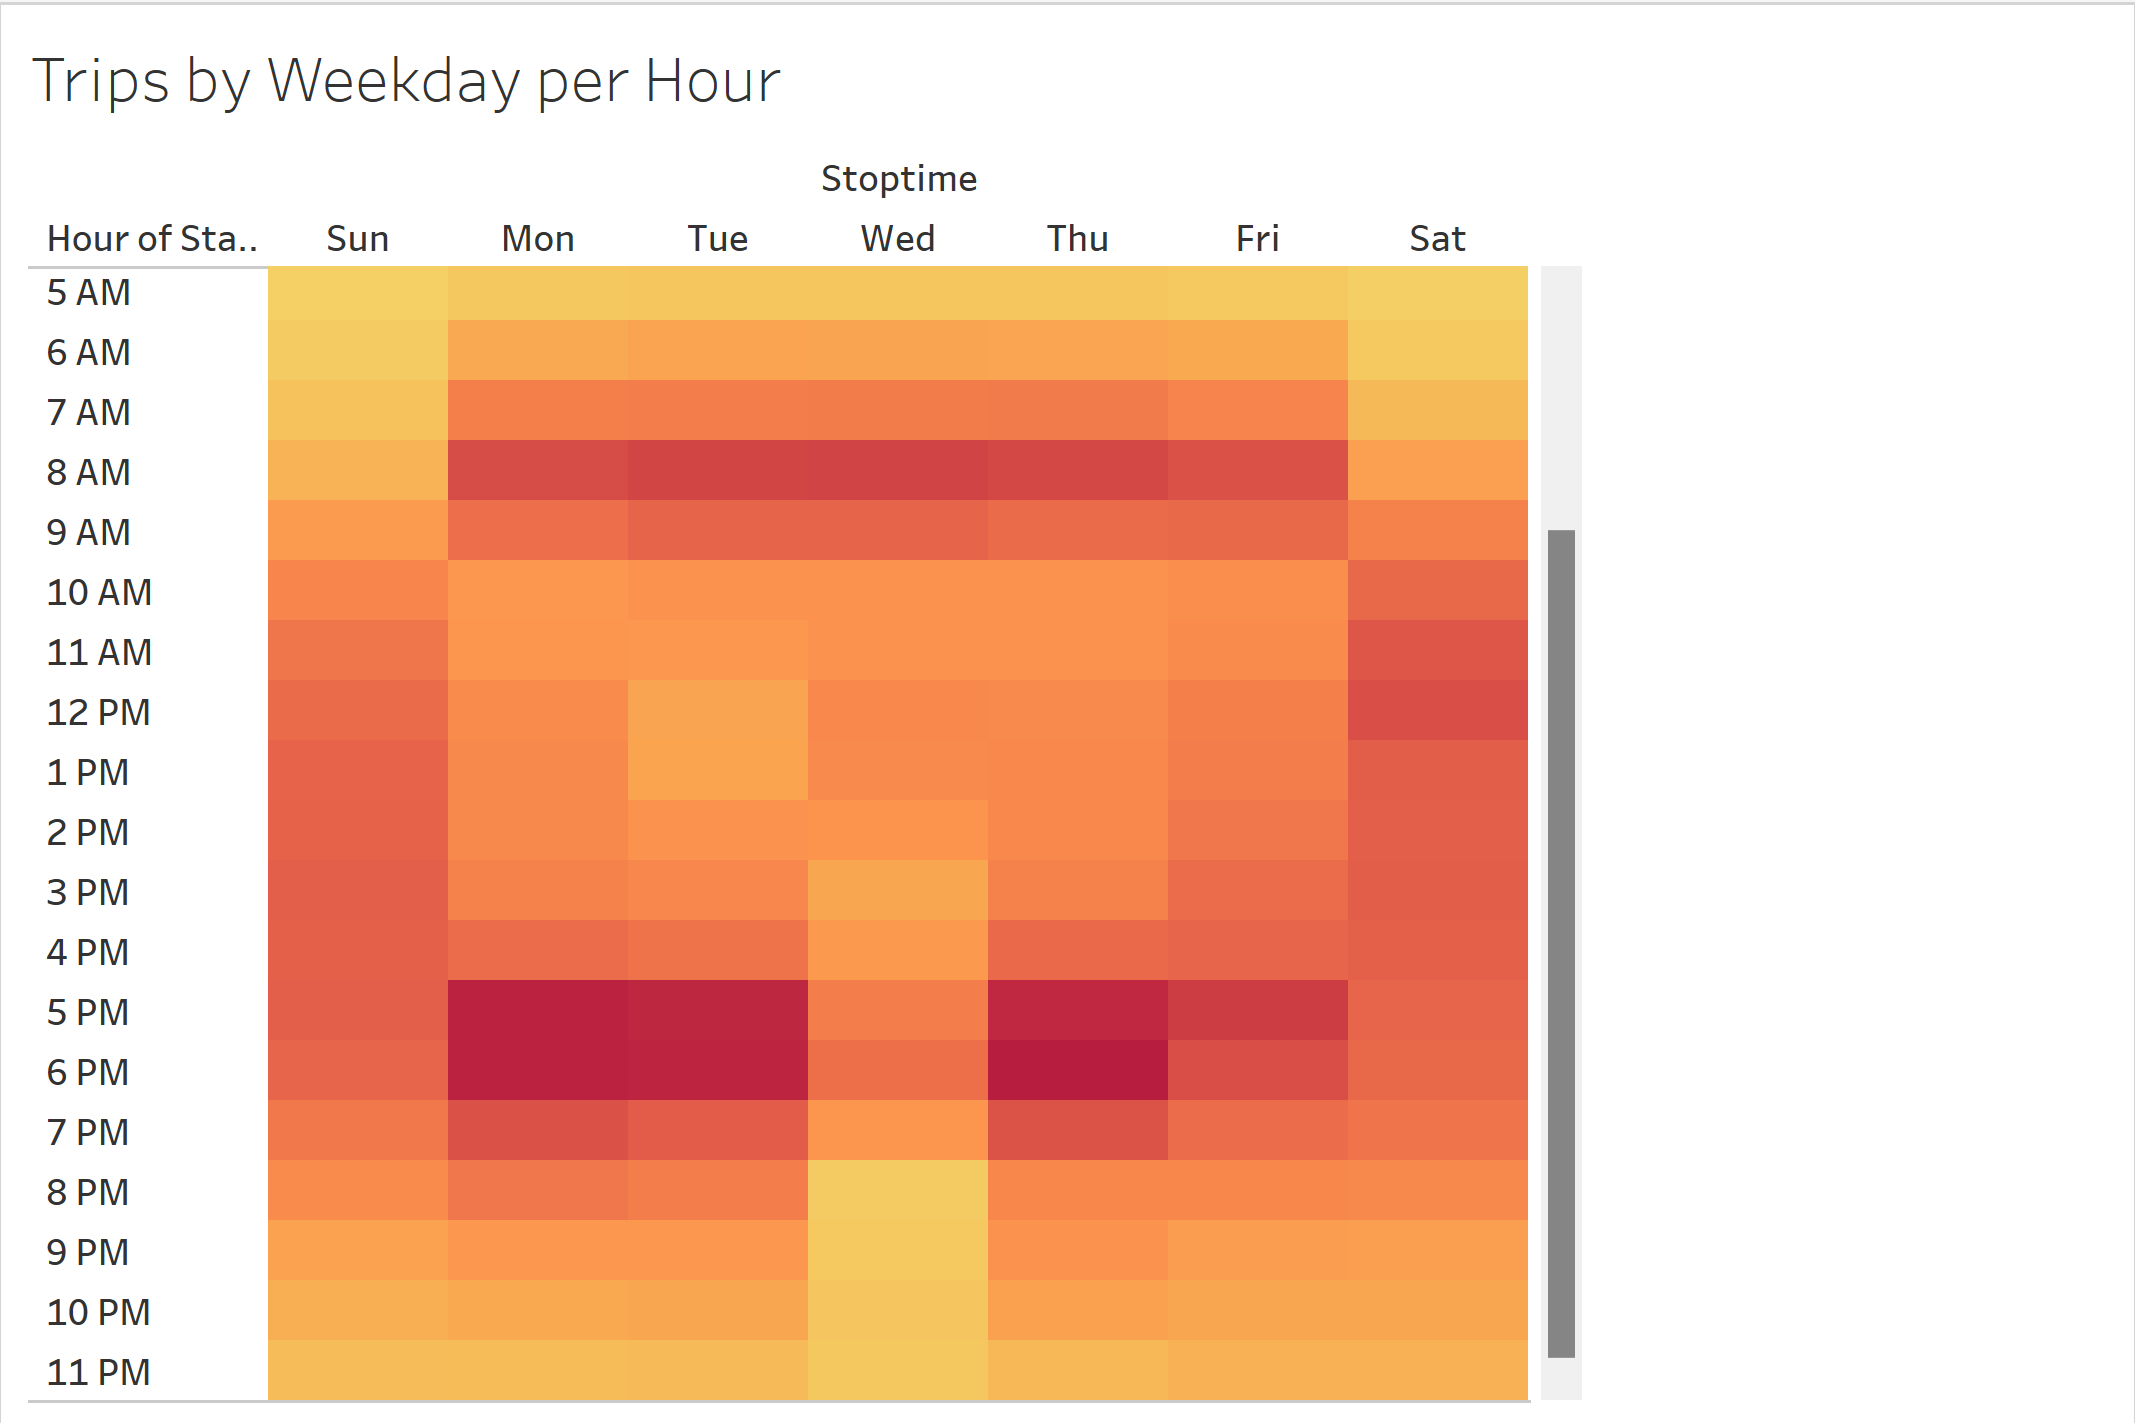 Trips by Weekday per Hour
Stoptime
Hour of Sta.. Sun Mon Tue Wed Thu Fri Sat
5 AM
6 AM
7 AM
8 AM
9 AM
10 AM
11 AM
12 PM
1 PM
2 PM
3 PM
4 PM
5 PM
6 PM
7 PM
8 PM
9 PM
10 PM
11 PM